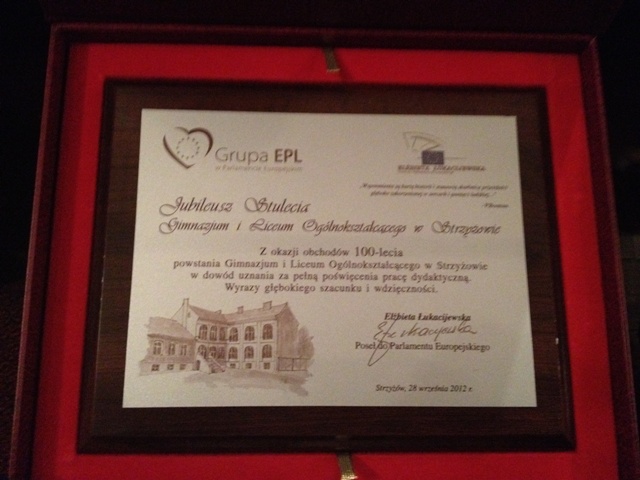 Grupa EPL
w Parlamencie Europejskim
ELŻBIETA ŁUKACIJEWSKA
Jubileusz Stulecia
Gimnazjum i Liceum Ogólnokształcącego w Strzyżowie
Z okazji obchodów 100-lecia
powstania Gimnazjum i Liceum Ogólnokształcącego w Strzyżowie
w dowód uznania za pełną poświęcenia pracę dydaktyczną.
Wyrazy głębokiego szacunku i wdzięczności.
Elżbieta Łukacijewska
Poseł do Parlamentu Europejskiego
Strzyżów, 28 września 2012 r.